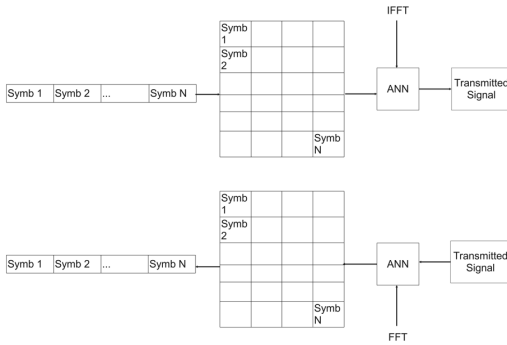 IFFT
Symb
1
Symb
2
Symb 1 Symb 2 ... Symb N
ANN
Transmitted
Signal
Symb
N
Symb
1
Symb
2
Symb 1 Symb 2 ... Symb N
ANN
Transmitted
Signal
Symb
N
FFT